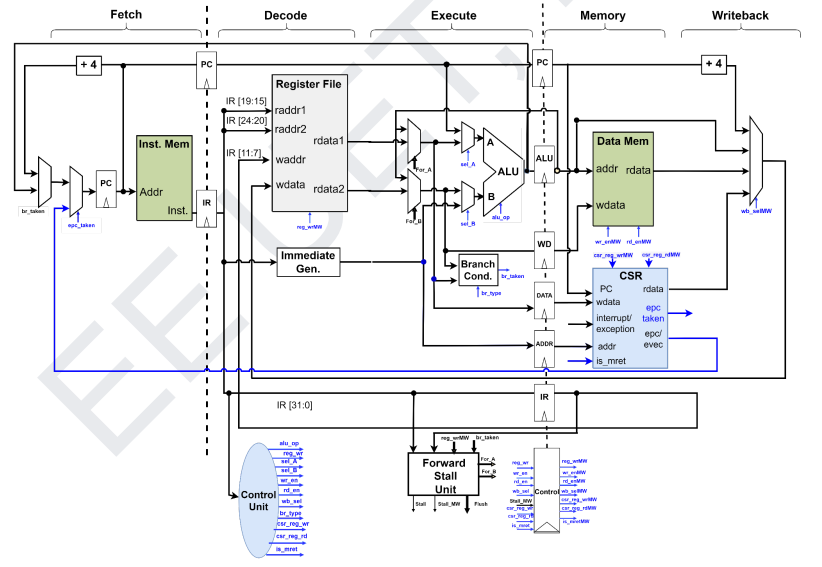 Fetch
Decode
Execute
Memory
Writeback
EE UET,
+ 4
PC
PC
+ 4
Register File
IR [19:15]
raddr1
IR [24:20]
raddr2
rdata1
IR [11:7]
waddr
wdata
rdata2
reg_wr
Inst. Mem
Addr
Inst.
PC
IR
br_taken
epc_taken
For_A
For_B
sel_A
sel_B
A
B
ALU
alu_op
ALU
Data Mem
addr
rdata
wdata
wr_enMW
rd_enMW
wb_selMW
WD
Immediate
Gen.
Branch
Cond.
br_taken
br_type
DATA
ADDR
csr_reg_wrMW
csr_reg_rdMW
CSR
PC
rdata
wdata
epc
taken
interrupt/
exception
epc/
evec
addr
is_mret
IR
IR [31:0]
Control
Unit
alu_op
reg_wr
sel_A
sel_B
wr_en
rd_en
wb_sel
br_type
csr_reg_wr
csr_reg_rd
is_mret
reg_wrMW
br_taken
Forward
Stall
Unit
For_A
For_B
Stall
Stall_MW
Flush
Control
reg_wr
wr_en
rd_en
wb_sel
Stall_MW
csr_reg_wr
csr_reg_rd
is_mret
reg_wrMW
wr_enMW
rd_enMW
wb_selMW
csr_reg_wrMW
csr_reg_rdMW
is_mretMW